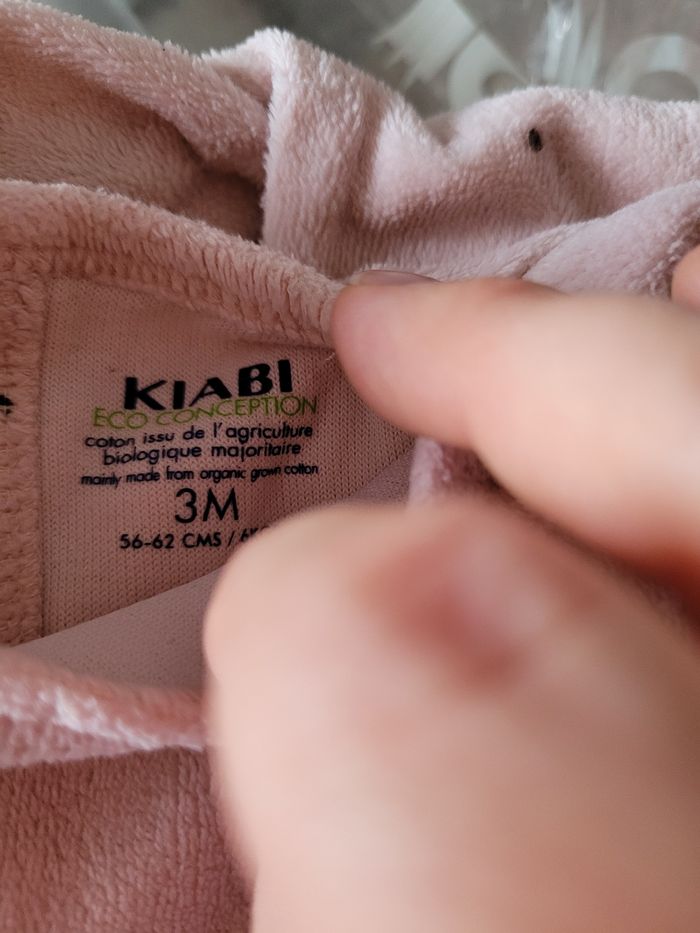 KIABI
ECO CONCEPTION
coton issu de l'agriculture
biologique majoritaire
mainly made from organic grown cotton
3M
56-62 CMS /